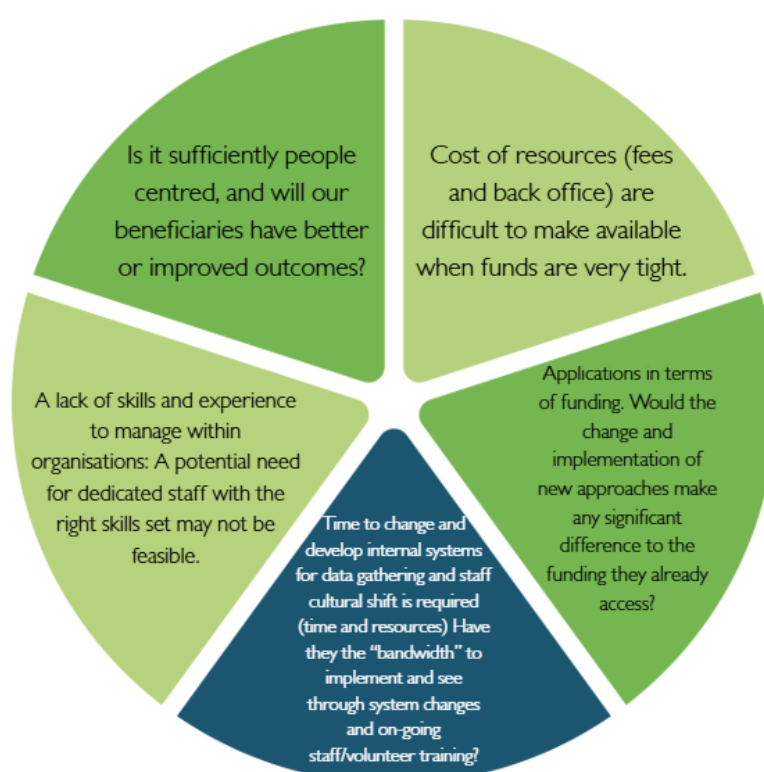 Is it sufficiently people
centred, and will our
beneficiaries have better
or improved outcomes?
Cost of resources (fees
and back office) are
difficult to make available
when funds are very tight.
Applications in terms
of funding. Would the
change and
implementation of
new approaches make
any significant
difference to the
funding they already
access?
Time to change and
develop internal systems
for data gathering and staff
cultural shift is required
(time and resources) Have
they the “bandwidth” to
implement and see
through system changes
and on-going
staff/volunteer training?
A lack of skills and experience
to manage within
organisations: A potential need
for dedicated staff with the
right skills set may not be
feasible.